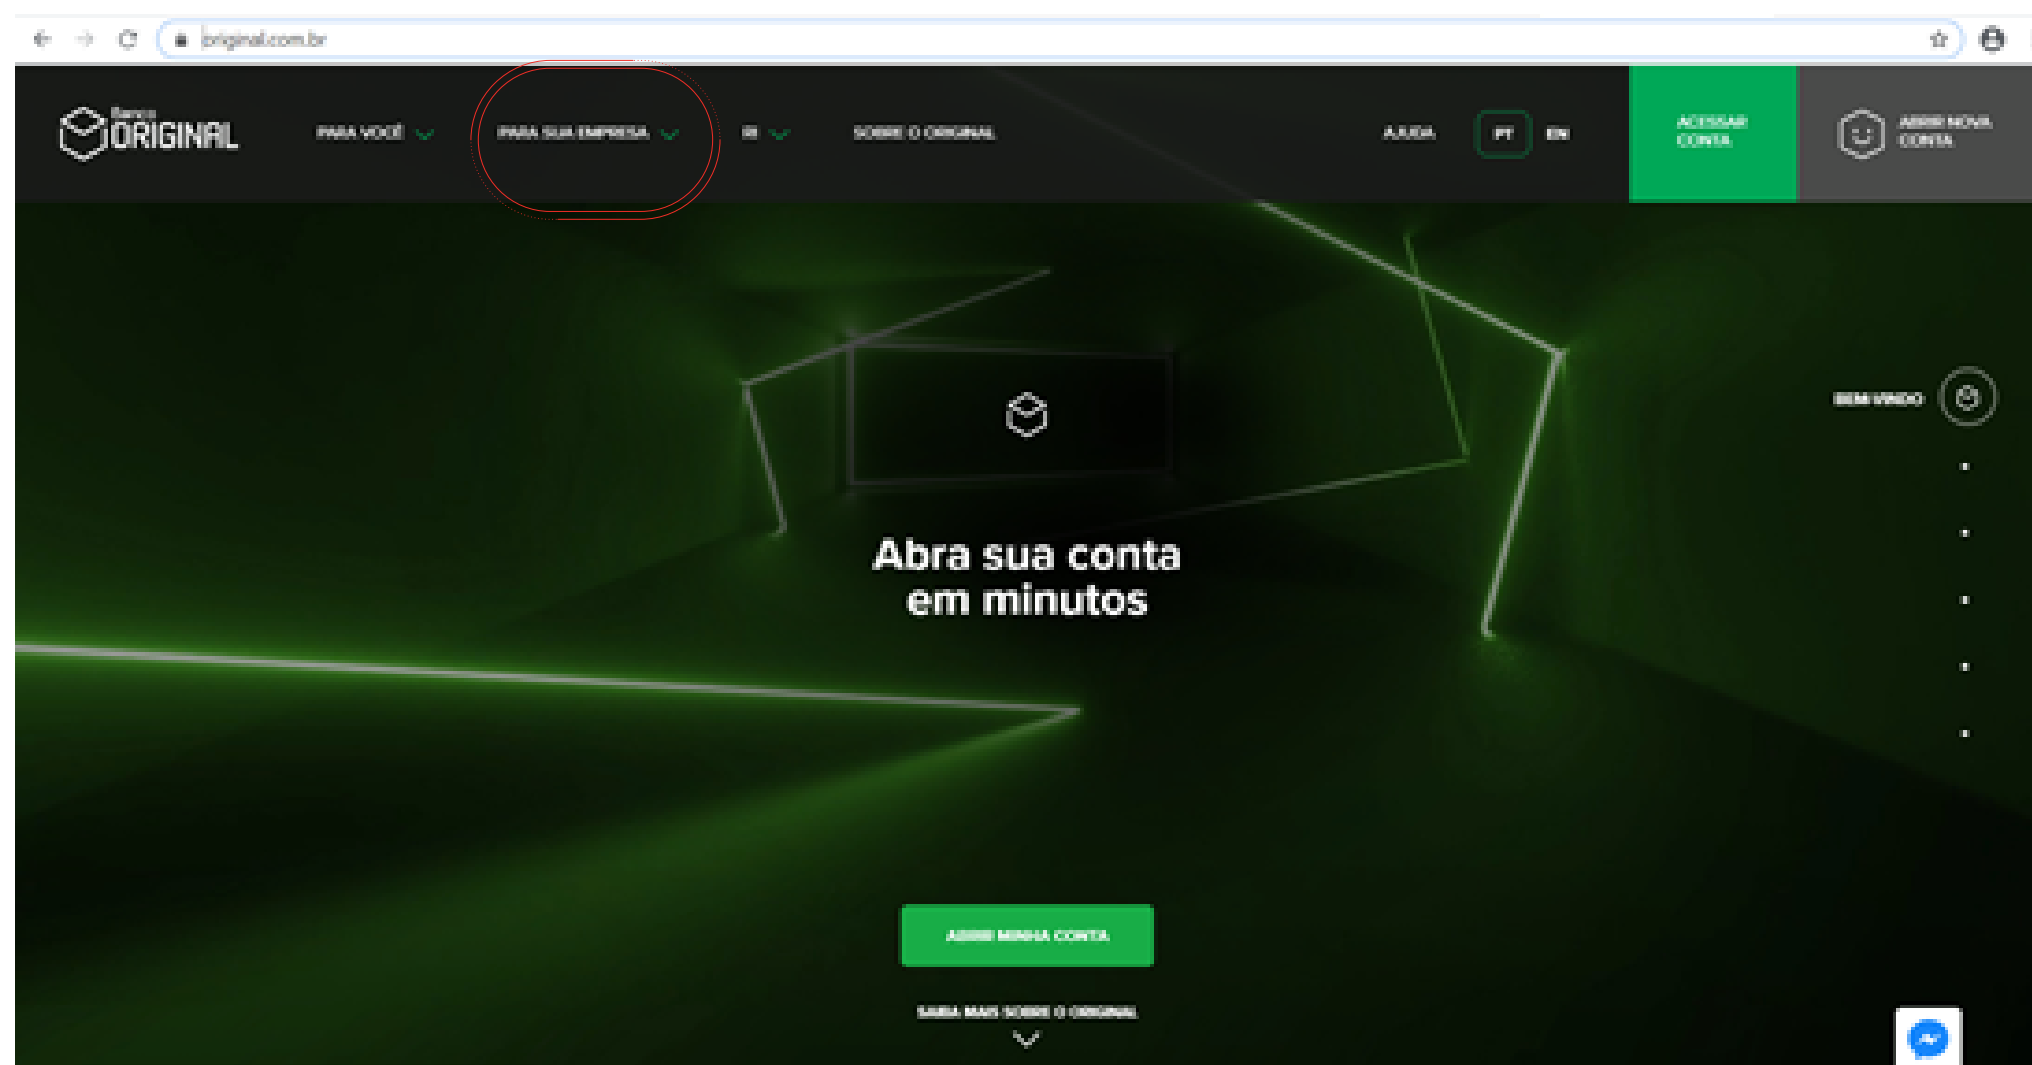 original.com.br
Banco
ORIGINAL
PARA VOCÊ
PARA SUA EMPRESA
RI
SOBRE O ORIGINAL
AJUDA
PT
EN
ACESSAR
CONTA
ABRIR NOVA
CONTA
BEM VINDO
Abra sua conta
em minutos
ABRIR MINHA CONTA
SAIBA MAIS SOBRE O ORIGINAL